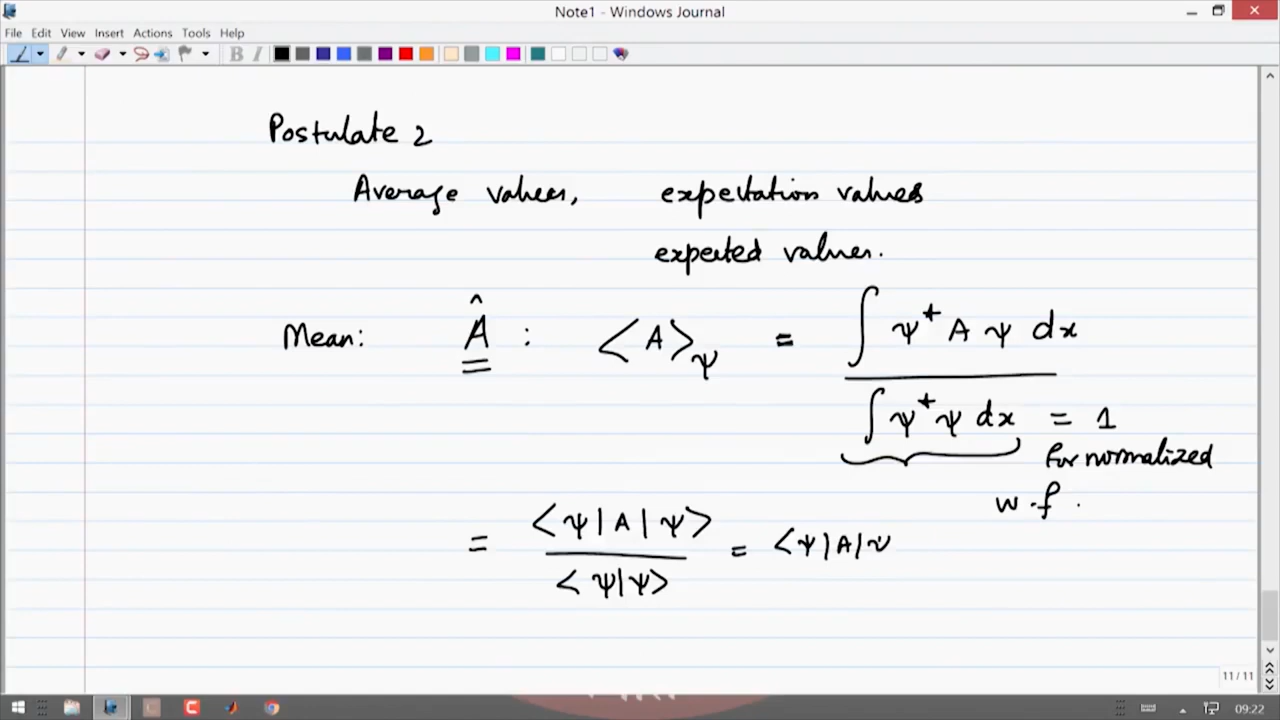 Note1 - Windows Journal
File Edit View Insert Actions Tools Help
B I
Postulate 2
Average values, expectation values
expected values.
Mean: Â : <A>_ψ = ∫ ψ* A ψ dx
∫ ψ* ψ dx = 1
for normalized
w.f.
= <ψ|A|ψ> / <ψ|ψ> = <ψ|A|ψ
11/11
09:22